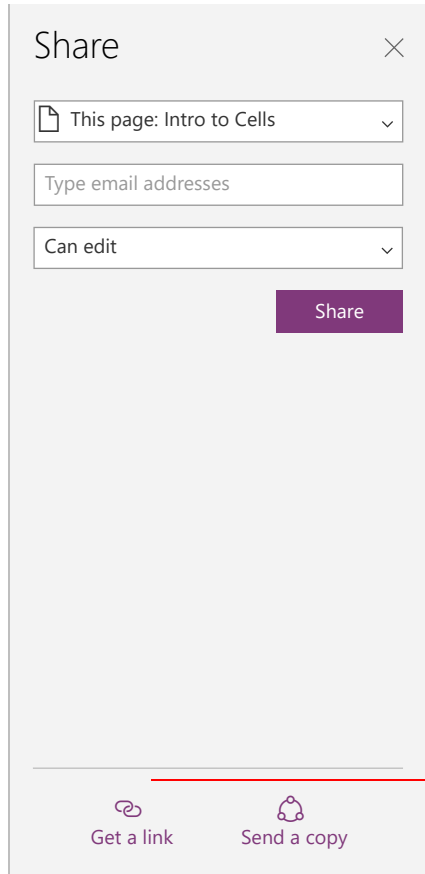 Share
This page: Intro to Cells
Type email addresses
Can edit
Share
Get a link
Send a copy